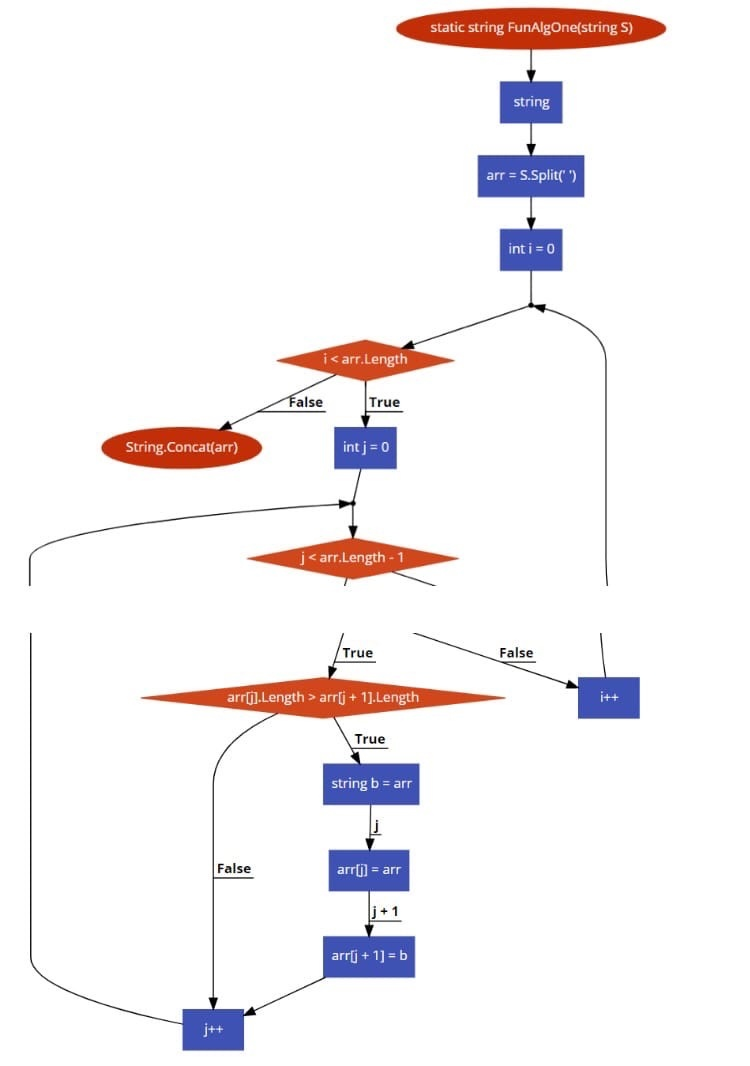 static string FunAlgOne(string S)
string
arr = S.Split(' ')
int i = 0
i < arr.Length
False
True
String.Concat(arr)
int j = 0
j < arr.Length - 1
True
False
arr[j].Length > arr[j + 1].Length
i++
True
string b = arr
j
False
arr[j] = arr
j + 1
arr[j + 1] = b
j++